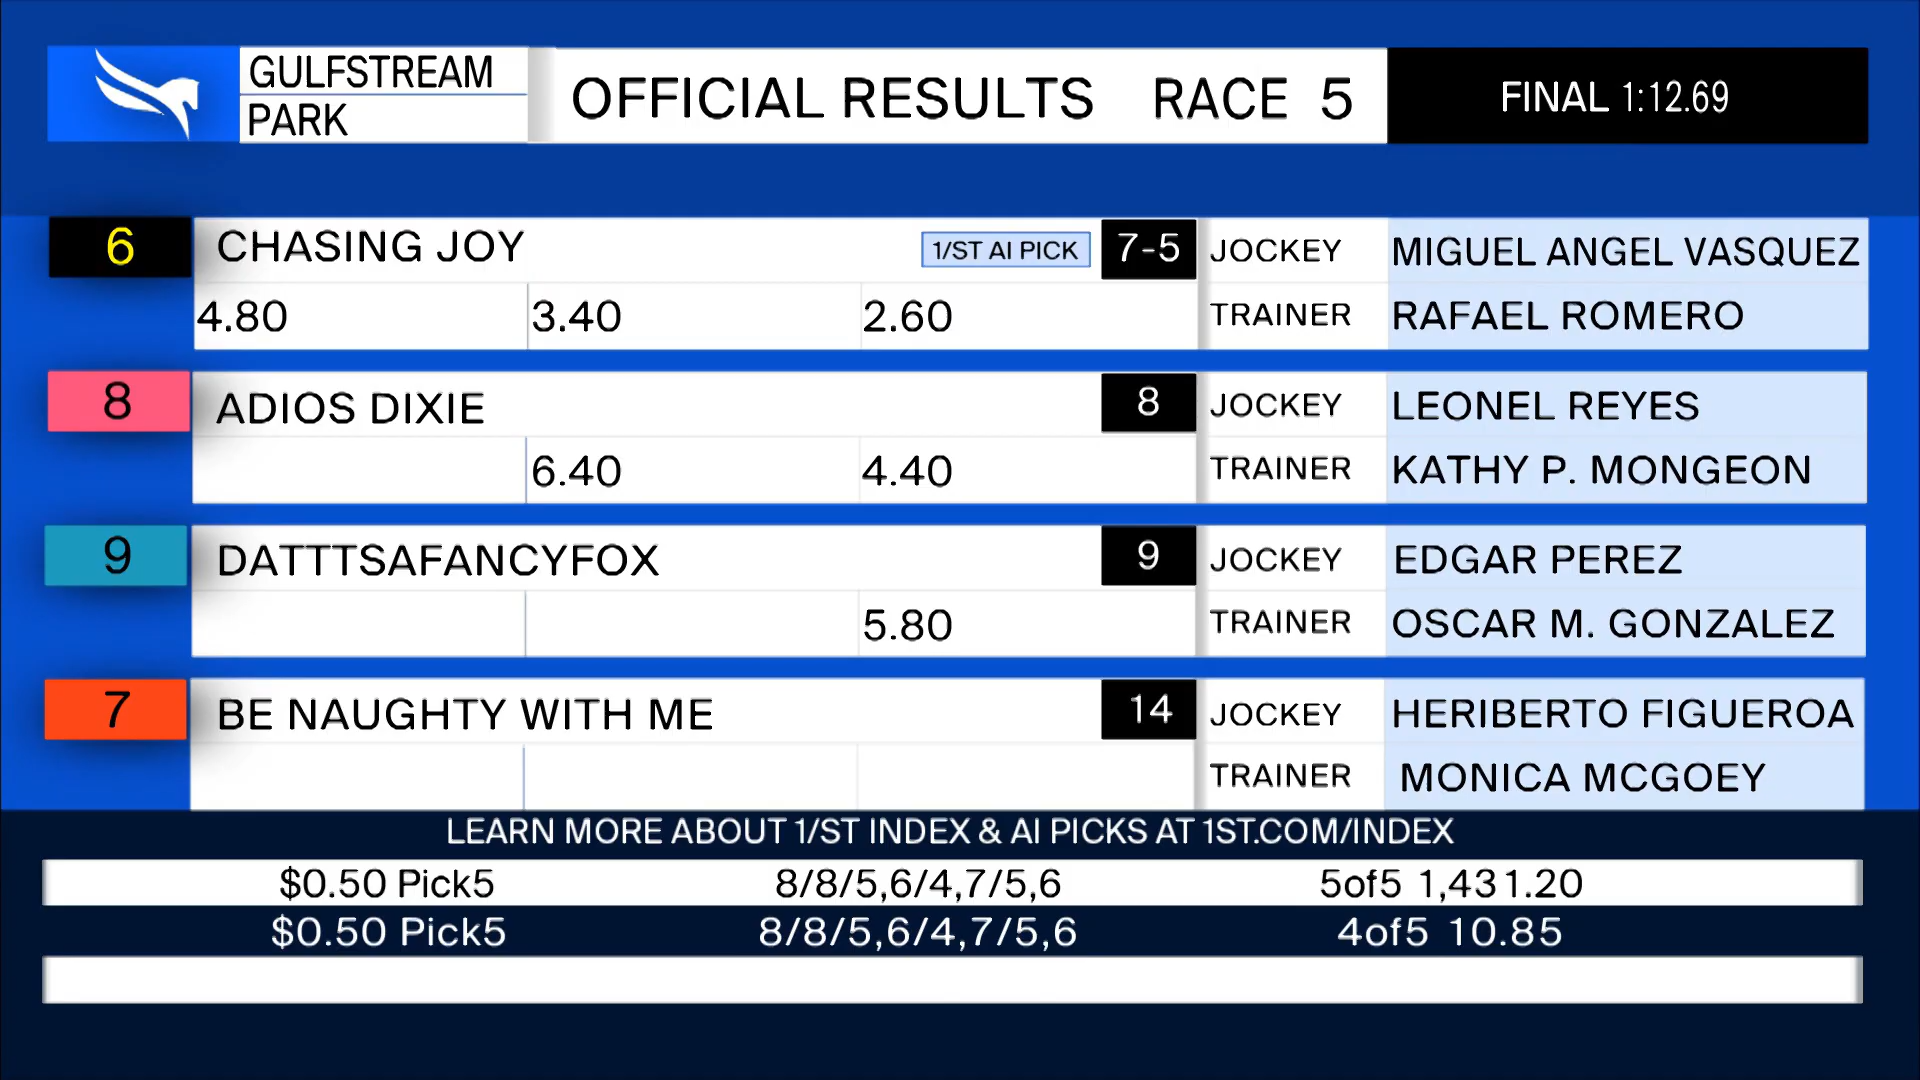 GULFSTREAM
PARK
OFFICIAL RESULTS RACE 5
FINAL 1:12.69
6 CHASING JOY 1/ST AI PICK 7-5 JOCKEY MIGUEL ANGEL VASQUEZ
4.80 3.40 2.60 TRAINER RAFAEL ROMERO
8 ADIOS DIXIE 8 JOCKEY LEONEL REYES
6.40 4.40 TRAINER KATHY P. MONGEON
9 DATTTSAFANCYFOX 9 JOCKEY EDGAR PEREZ
5.80 TRAINER OSCAR M. GONZALEZ
7 BE NAUGHTY WITH ME 14 JOCKEY HERIBERTO FIGUEROA
TRAINER MONICA MCGOEY
LEARN MORE ABOUT 1/ST INDEX & AI PICKS AT 1ST.COM/INDEX
$0.50 Pick5 8/8/5,6/4,7/5,6 5of5 1,431.20
$0.50 Pick5 8/8/5,6/4,7/5,6 4of5 10.85